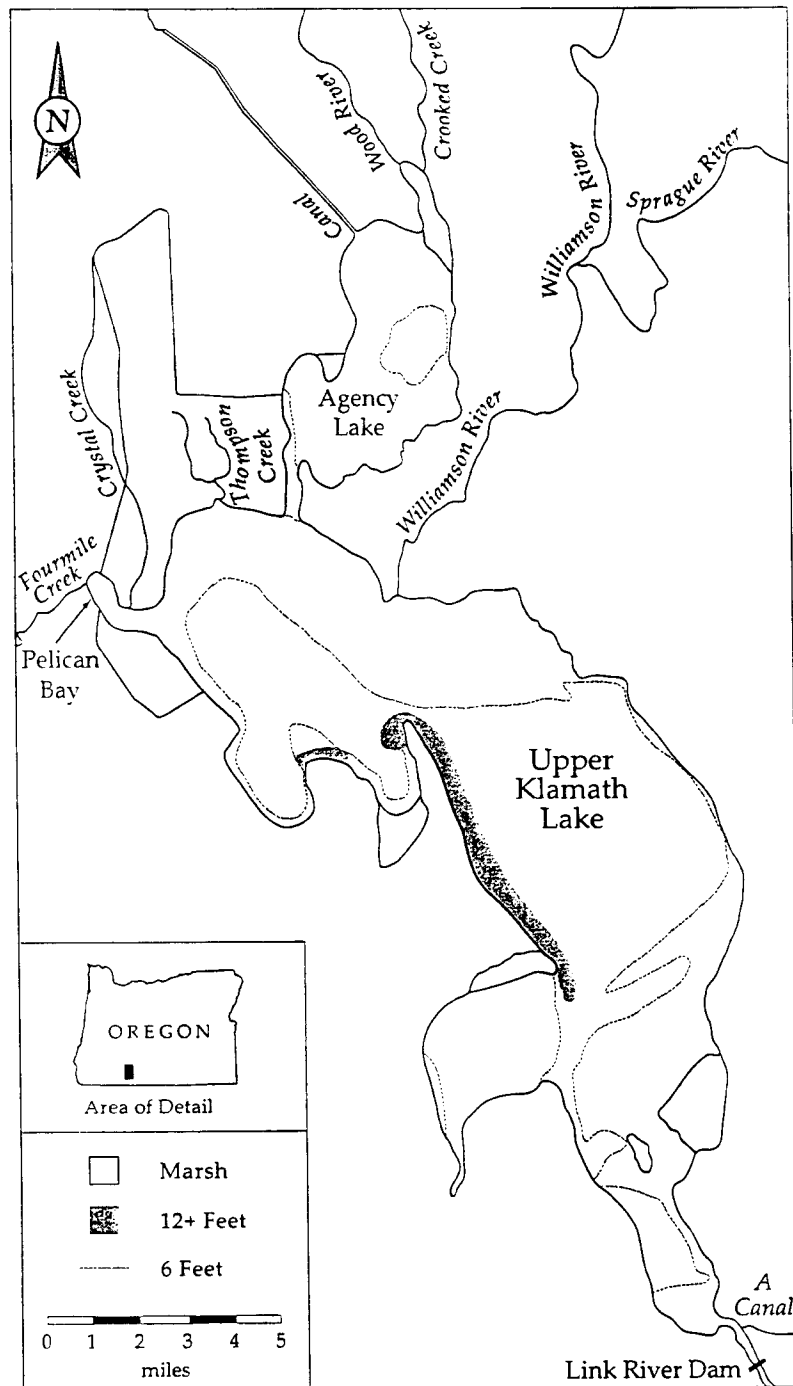 N
Wood River
Crooked Creek
Canal
Williamson River
Sprague River
Crystal Creek
Thompson
Creek
Agency
Lake
Williamson River
Fourmile
Creek
Pelican
Bay
Upper
Klamath
Lake
OREGON
Area of Detail
Marsh
12+ Feet
6 Feet
0 1 2 3 4 5
miles
A
Canal
Link River Dam